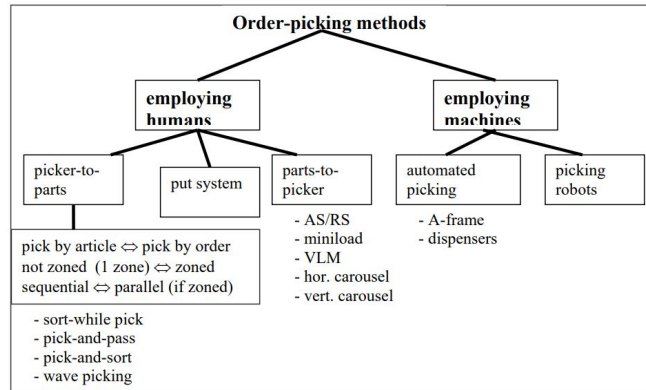 Order-picking methods
employing
humans
employing
machines
picker-to-
parts
put system
parts-to-
picker
automated
picking
picking
robots
pick by article ⇔ pick by order
not zoned (1 zone) ⇔ zoned
sequential ⇔ parallel (if zoned)
- sort-while pick
- pick-and-pass
- pick-and-sort
- wave picking
- AS/RS
- miniload
- VLM
- hor. carousel
- vert. carousel
- A-frame
- dispensers